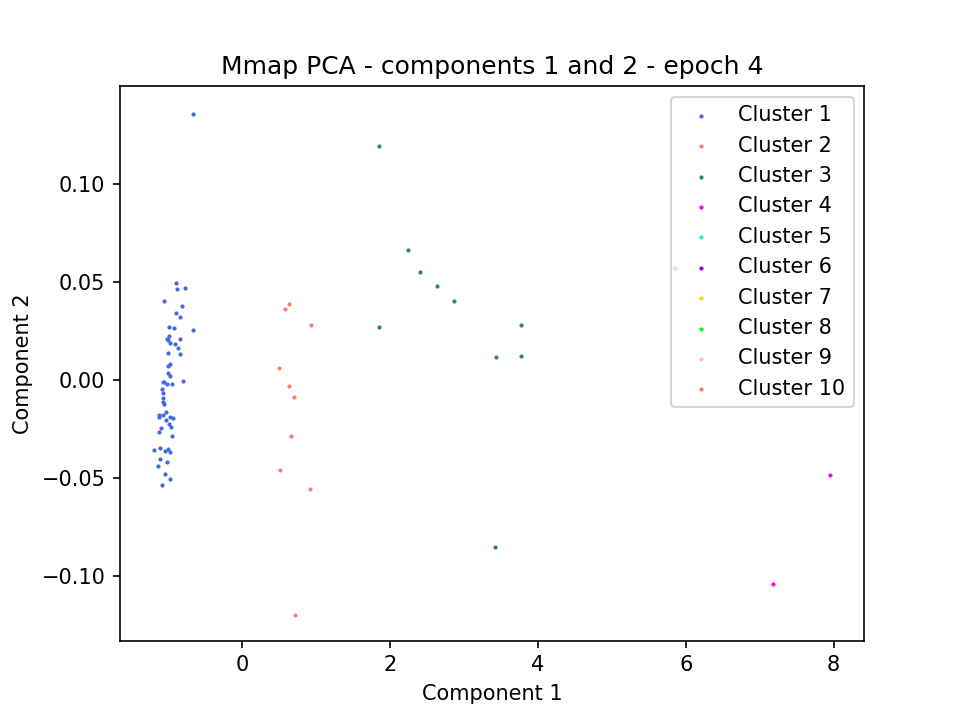 Mmap PCA - components 1 and 2 - epoch 4
Cluster 1
Cluster 2
Cluster 3
Cluster 4
Cluster 5
Cluster 6
Cluster 7
Cluster 8
Cluster 9
Cluster 10
0.10
0.05
0.00
−0.05
−0.10
Component 2
0 2 4 6 8
Component 1